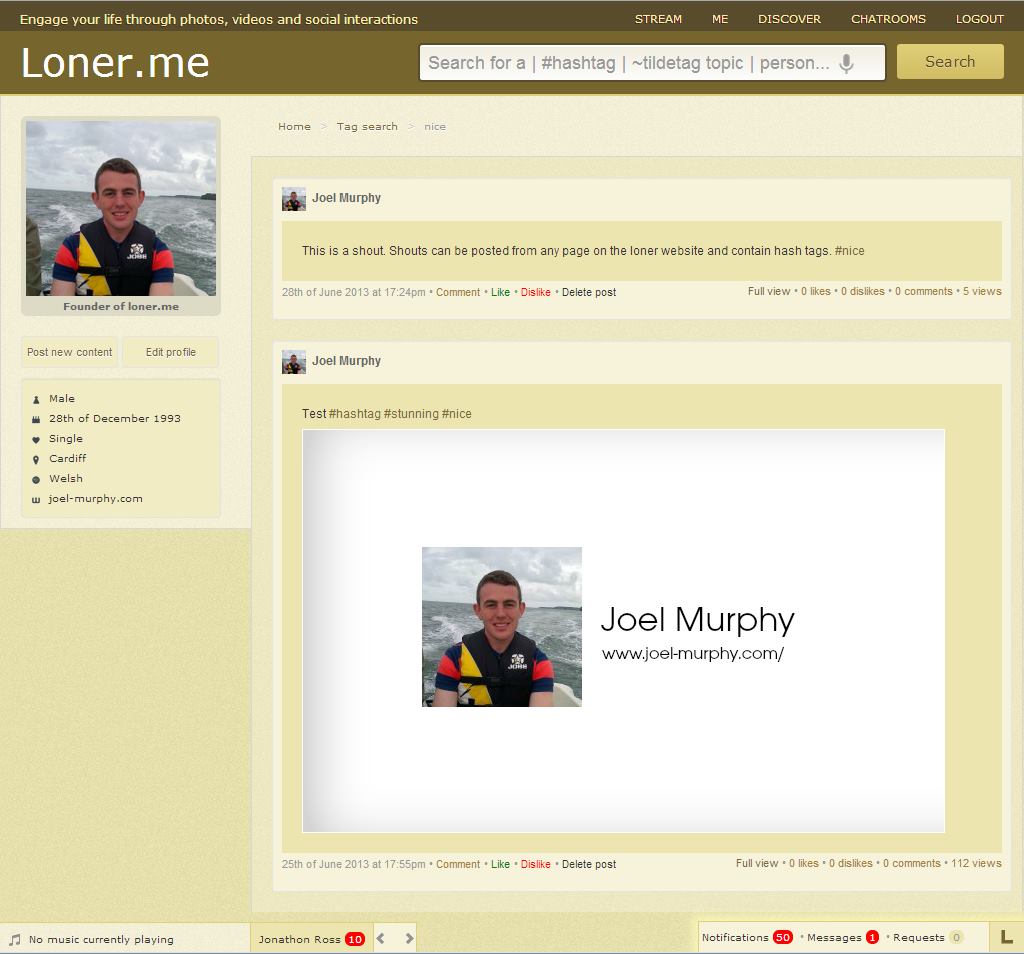 Engage your life through photos, videos and social interactions
STREAM ME DISCOVER CHATROOMS LOGOUT
Loner.me
Search for a | #hashtag | ~tildetag topic | person...
Search
Home > Tag search > nice
JOBE
Founder of loner.me
Post new content
Edit profile
Male
28th of December 1993
Single
Cardiff
Welsh
joel-murphy.com
Joel Murphy
This is a shout. Shouts can be posted from any page on the loner website and contain hash tags. #nice
28th of June 2013 at 17:24pm • Comment • Like • Dislike • Delete post
Full view • 0 likes • 0 dislikes • 0 comments • 5 views
Joel Murphy
Test #hashtag #stunning #nice
JOBE
Joel Murphy
www.joel-murphy.com/
25th of June 2013 at 17:55pm • Comment • Like • Dislike • Delete post
Full view • 0 likes • 0 dislikes • 0 comments • 112 views
No music currently playing
Jonathon Ross 10
Notifications 50 • Messages 1 • Requests 0
L